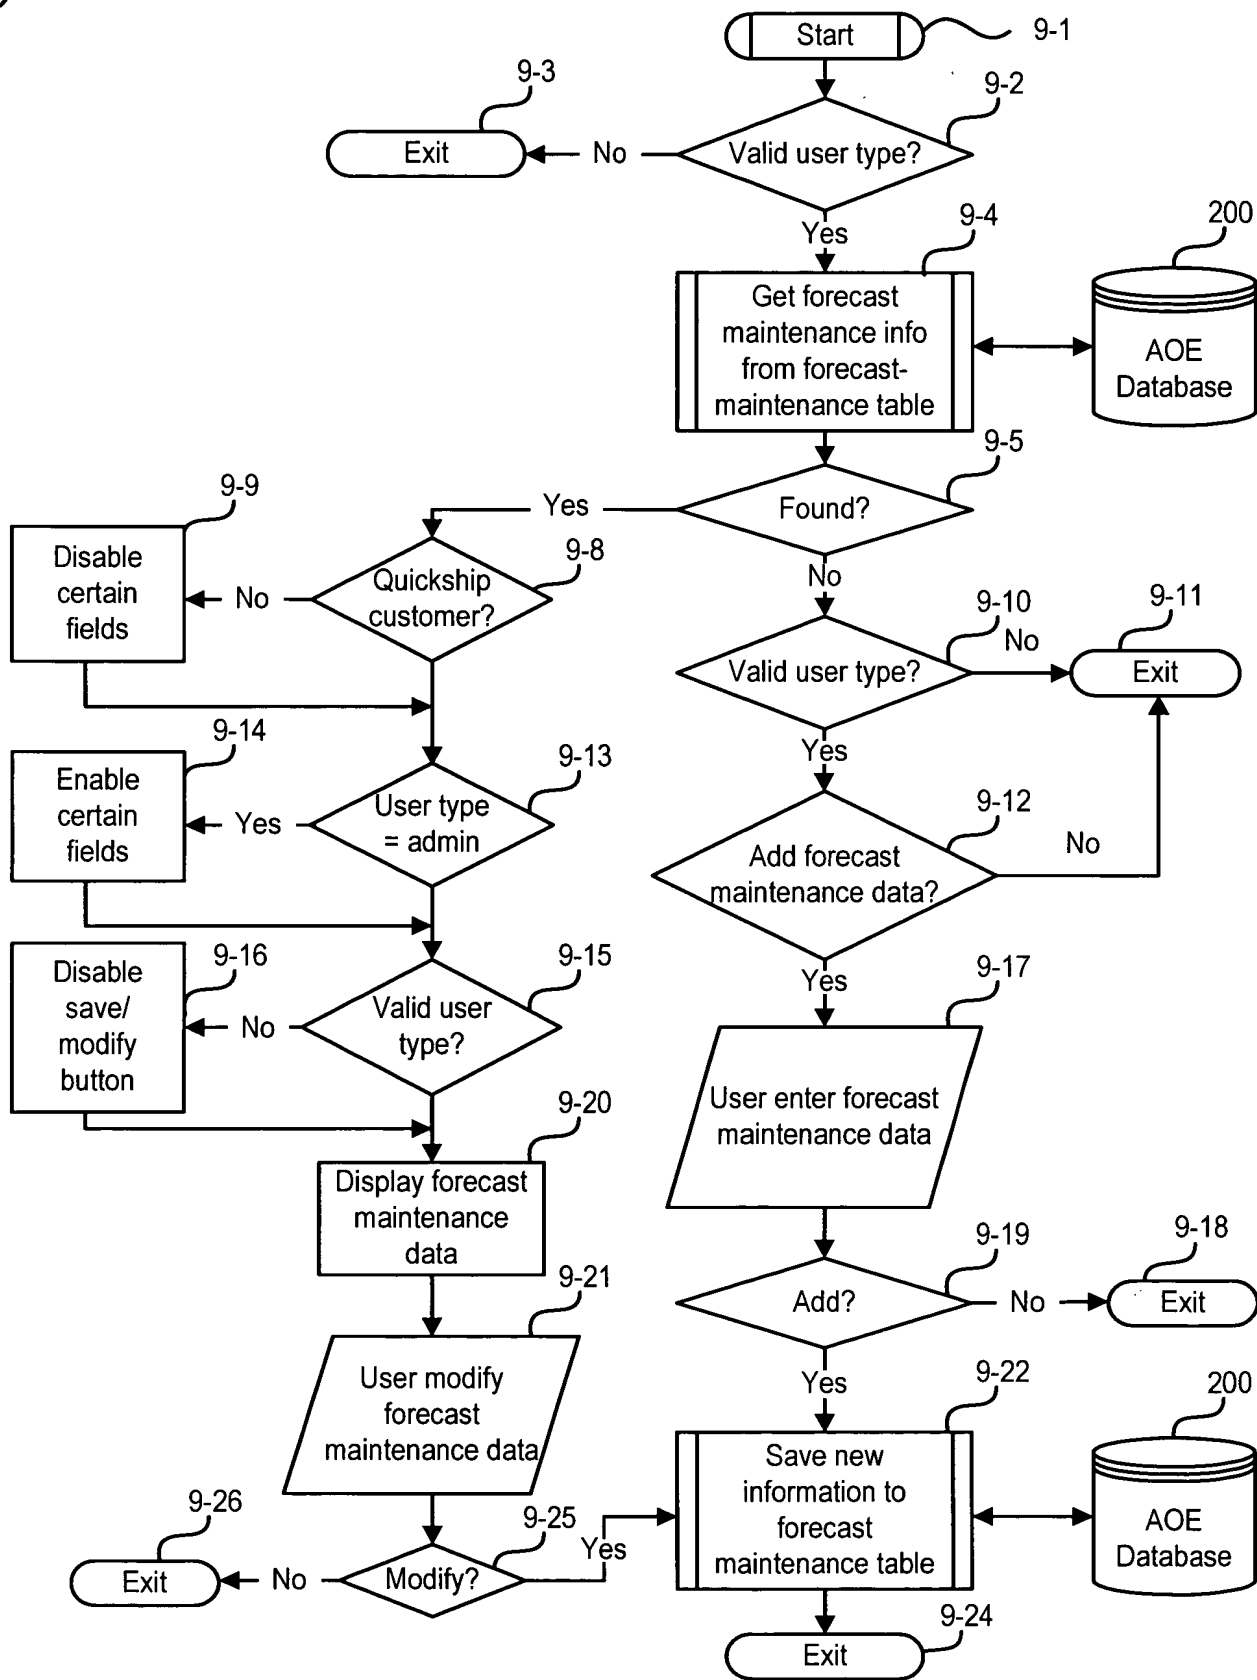 Start
9-1
9-3
9-2
Exit
No
Valid user type?
Yes
9-4
200
Get forecast
maintenance info
from forecast-
maintenance table
AOE
Database
9-5
9-9
Yes
Found?
9-8
Disable
certain
fields
No
Quickship
customer?
No
9-10
9-11
No
Valid user type?
Exit
9-14
9-13
Yes
Enable
certain
fields
Yes
User type
= admin
9-12
No
Add forecast
maintenance data?
9-16
9-15
Yes
9-17
Disable
save/
modify
button
No
Valid user
type?
9-20
User enter forecast
maintenance data
Display forecast
maintenance
data
9-19
9-18
9-21
Add?
No
Exit
User modify
forecast
maintenance data
Yes
9-22
200
Save new
information to
forecast
maintenance table
AOE
Database
9-26
9-25
Yes
Exit
No
Modify?
9-24
Exit